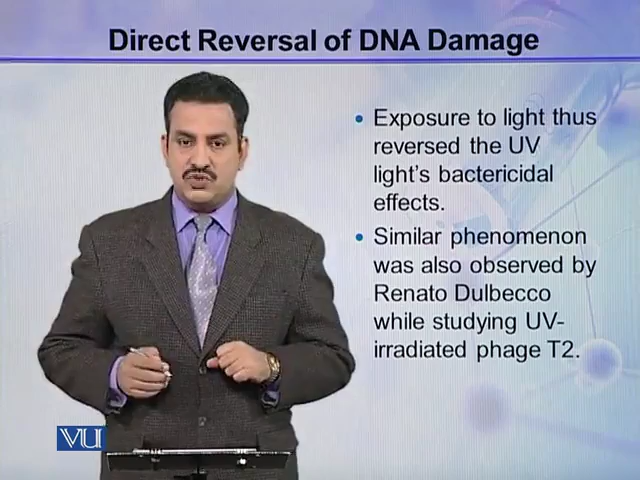 Direct Reversal of DNA Damage
• Exposure to light thus
reversed the UV
light's bactericidal
effects.
• Similar phenomenon
was also observed by
Renato Dulbecco
while studying UV-
irradiated phage T2.
VU